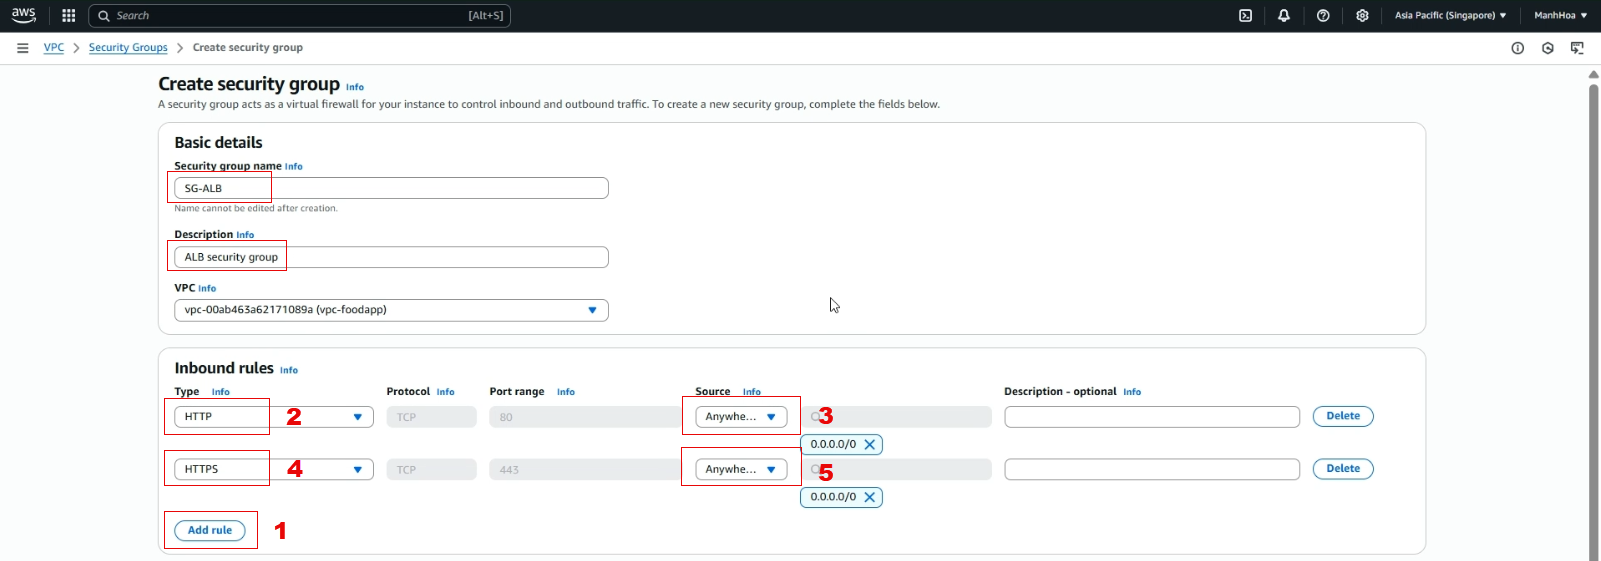 aws Search [Alt+S] Asia Pacific (Singapore) ManhHoa
VPC > Security Groups > Create security group
Create security group Info
A security group acts as a virtual firewall for your instance to control inbound and outbound traffic. To create a new security group, complete the fields below.
Basic details
Security group name Info
SG-ALB
Name cannot be edited after creation.
Description Info
ALB security group
VPC Info
vpc-00ab463a62171089a (vpc-foodapp)
Inbound rules Info
Type Info Protocol Info Port range Info Source Info Description - optional Info
HTTP 2 TCP 80 Anywhe... 3 Delete
0.0.0.0/0
HTTPS 4 TCP 443 Anywhe... 5 Delete
0.0.0.0/0
Add rule 1